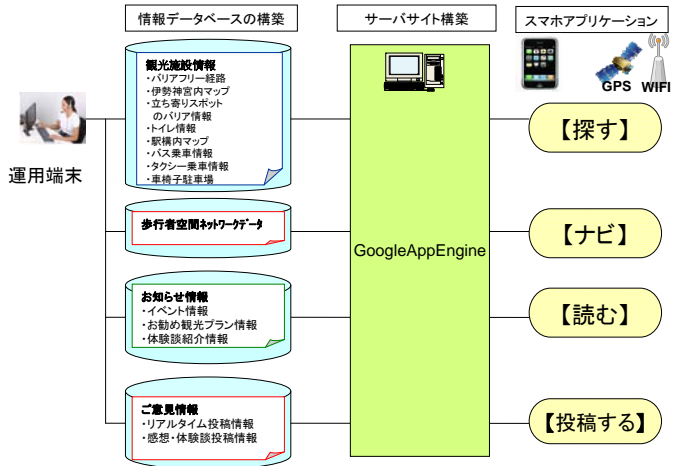 情報データベースの構築
サーバサイト構築
スマホアプリケーション
GPS
WIFI
運用端末
観光施設情報
・バリアフリー経路
・伊勢神宮内マップ
・立ち寄りスポット
のバリア情報
・トイレ情報
・駅構内マップ
・バス乗車情報
・タクシー乗車情報
・車椅子駐車場
歩行者空間ネットワークデータ
お知らせ情報
・イベント情報
・お勧め観光プラン情報
・体験談紹介情報
ご意見情報
・リアルタイム投稿情報
・感想・体験談投稿情報
GoogleAppEngine
【探す】
【ナビ】
【読む】
【投稿する】